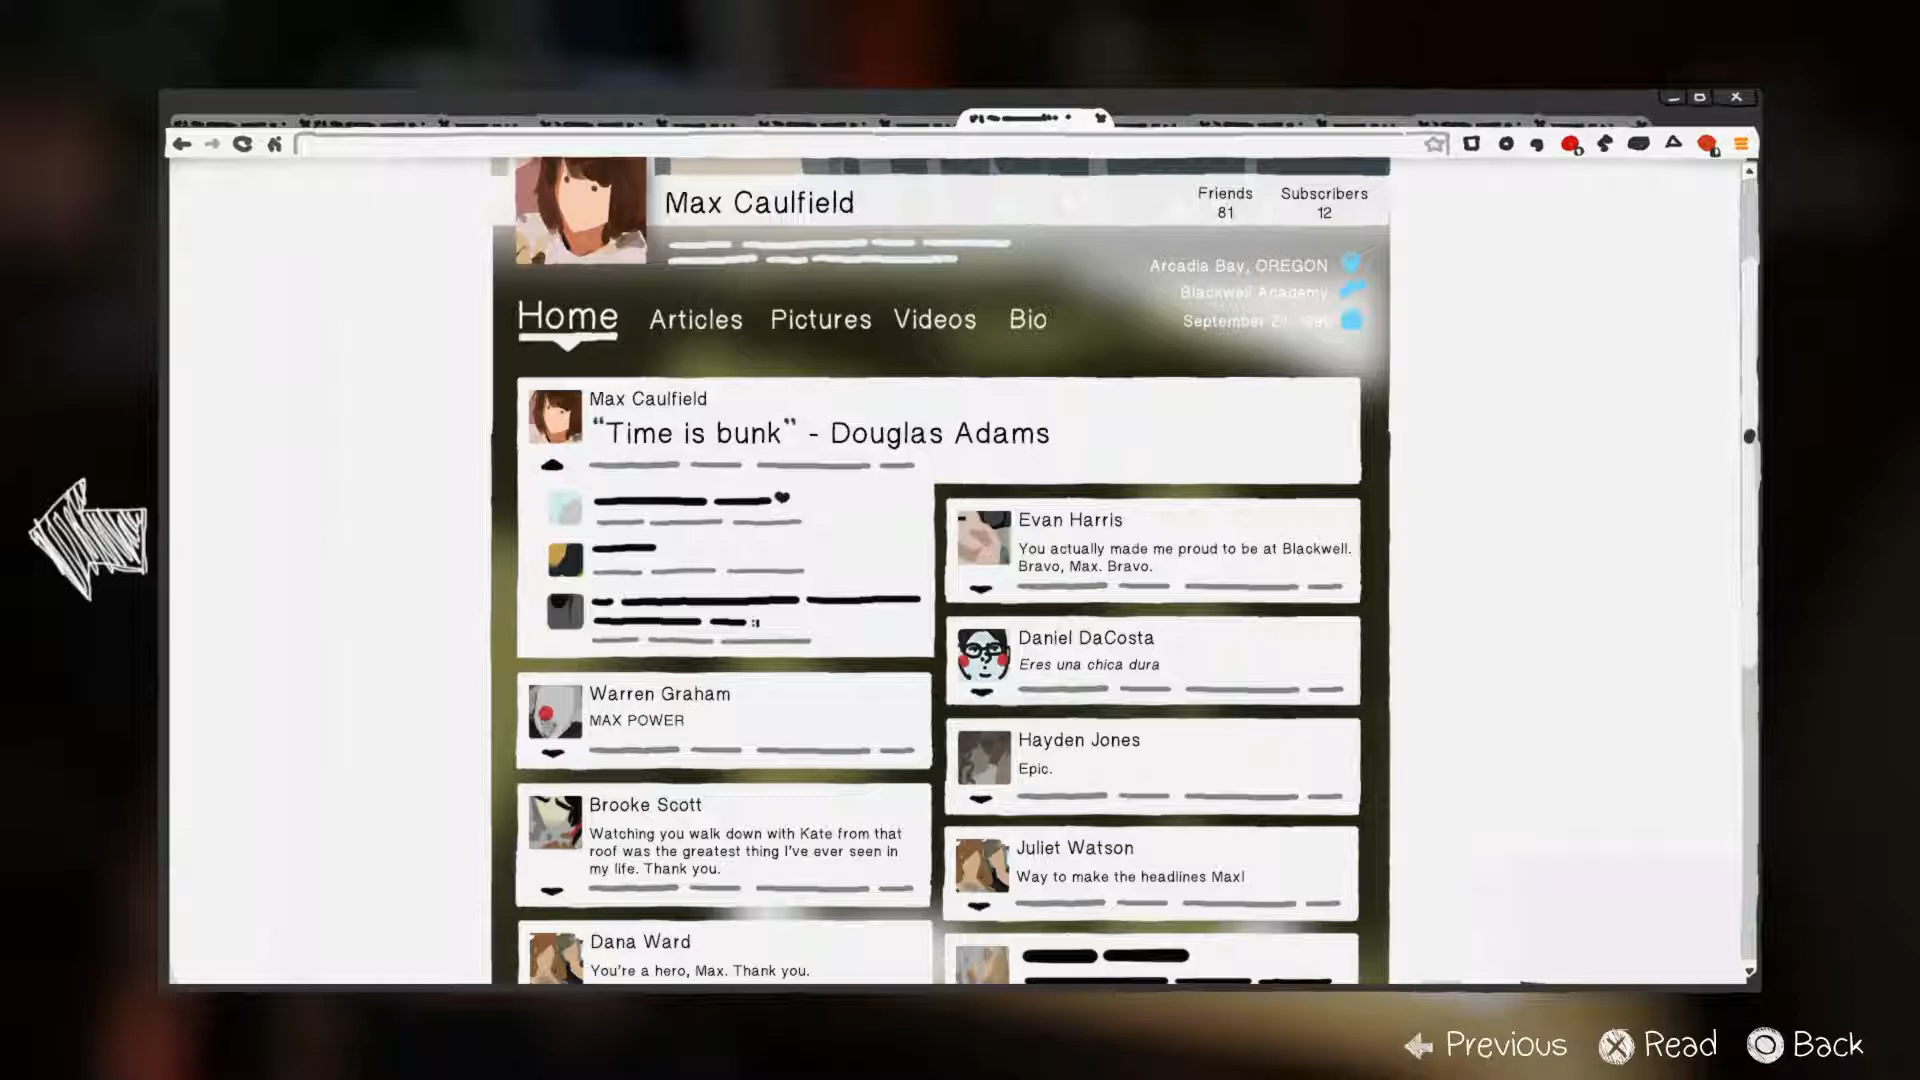 Max Caulfield
Friends
81
Subscribers
12
Arcadia Bay, OREGON
Blackwell Academy
September
Home Articles Pictures Videos Bio
Max Caulfield
“Time is bunk” - Douglas Adams
Warren Graham
MAX POWER
Brooke Scott
Watching you walk down with Kate from that
roof was the greatest thing I've ever seen in
my life. Thank you.
Dana Ward
You're a hero, Max. Thank you.
Evan Harris
You actually made me proud to be at Blackwell.
Bravo, Max. Bravo.
Daniel DaCosta
Eres una chica dura
Hayden Jones
Epic.
Juliet Watson
Way to make the headlines Max!
Previous Read Back